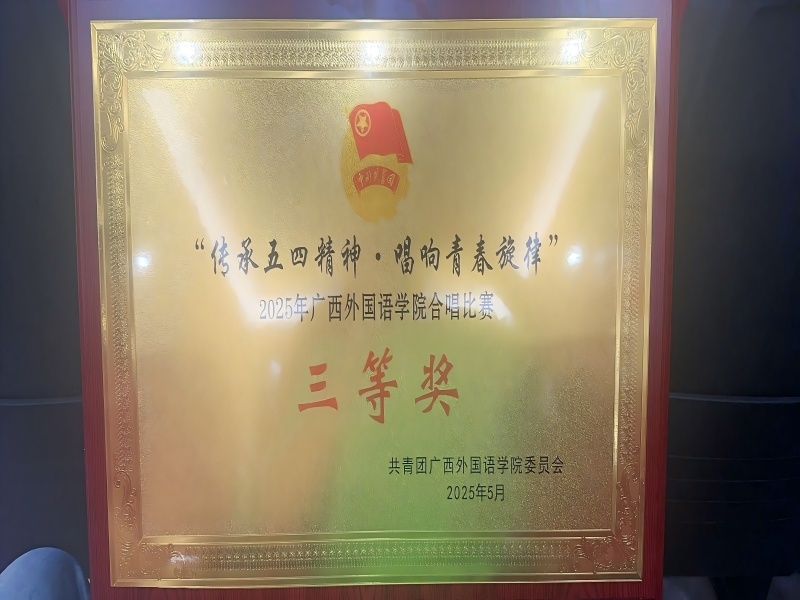 “传承五四精神·唱响青春旋律”
2025年广西外国语学院合唱比赛
三等奖
共青团广西外国语学院委员会
2025年5月